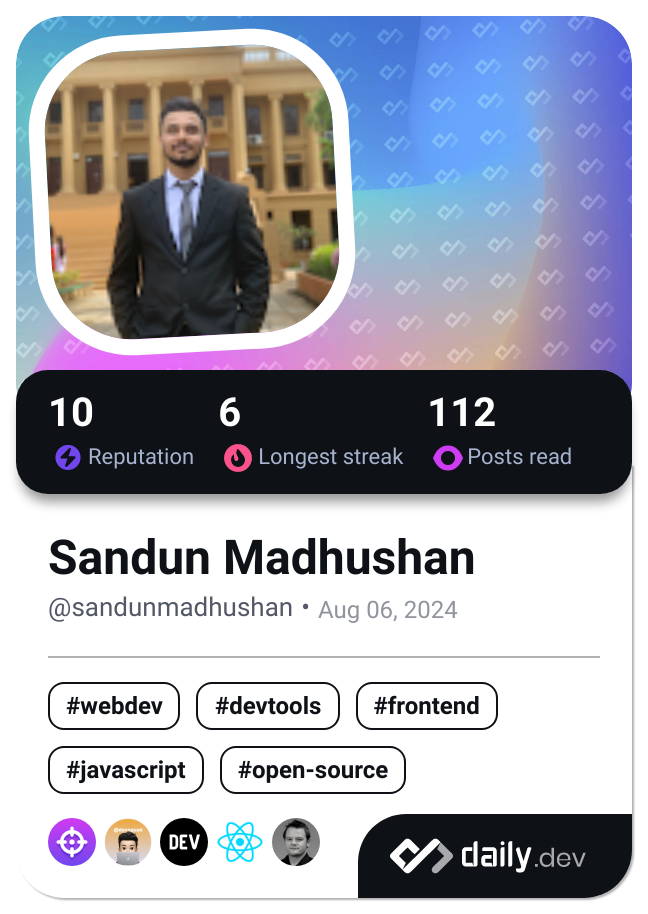 10 6 112
Reputation Longest streak Posts read
Sandun Madhushan
@sandunmadhushan • Aug 06, 2024
#webdev #devtools #frontend
#javascript #open-source
DEV
daily.dev